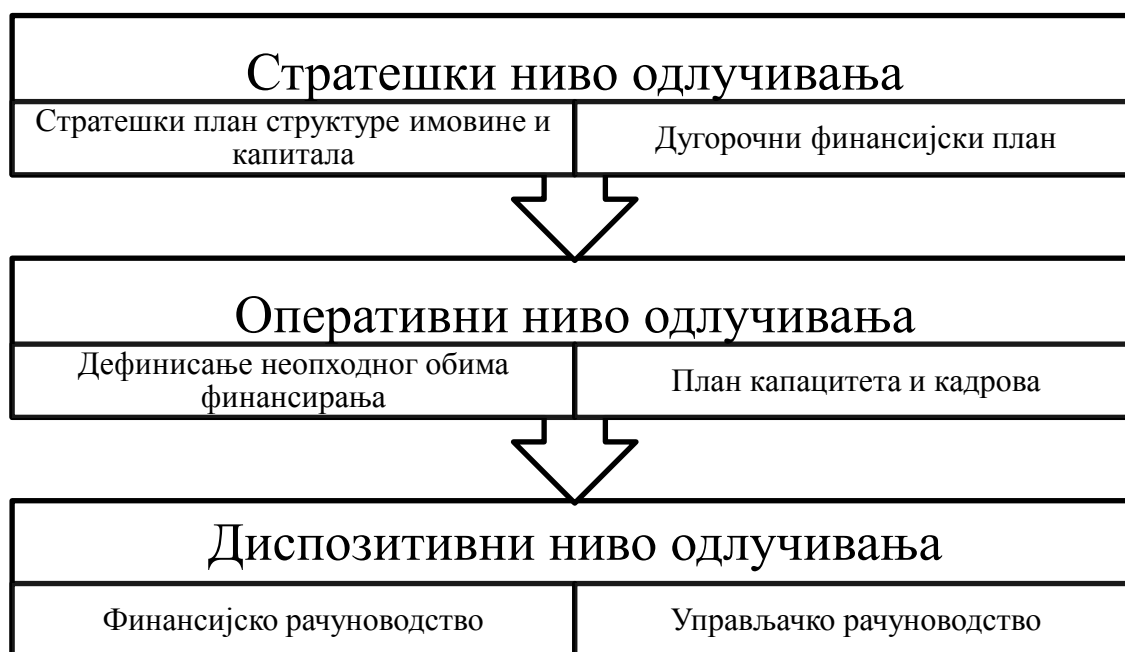 Стратешки ниво одлучивања
Стратешки план структуре имовине и
капитала
Дугорочни финансијски план
Оперативни ниво одлучивања
Дефинисање неопходног обима
финансирања
План капацитета и кадрова
Диспозитивни ниво одлучивања
Финансијско рачуноводство
Управљачко рачуноводство